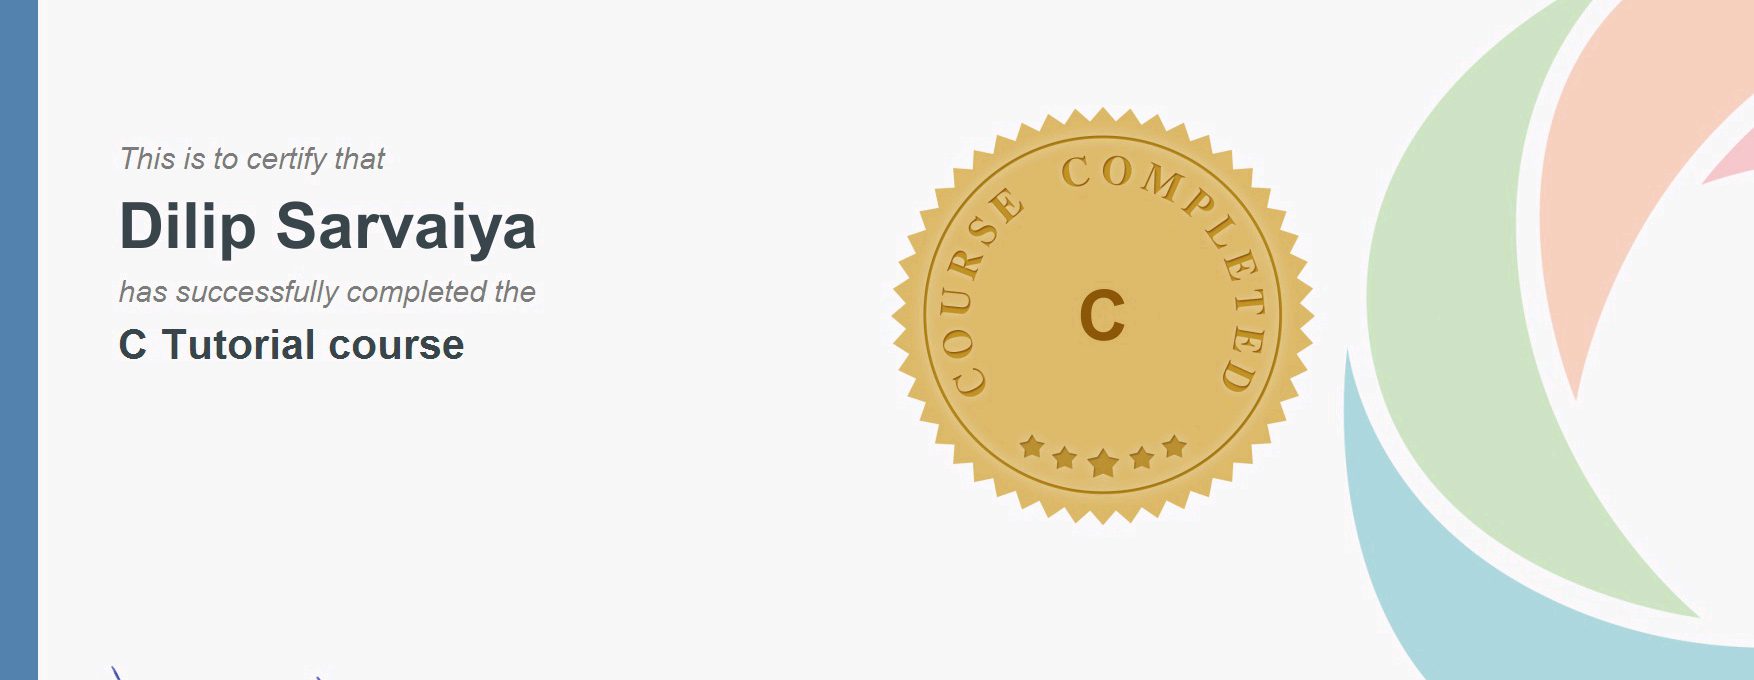 This is to certify that
Dilip Sarvaiya
has successfully completed the
C Tutorial course
COURSE COMPLETED
C